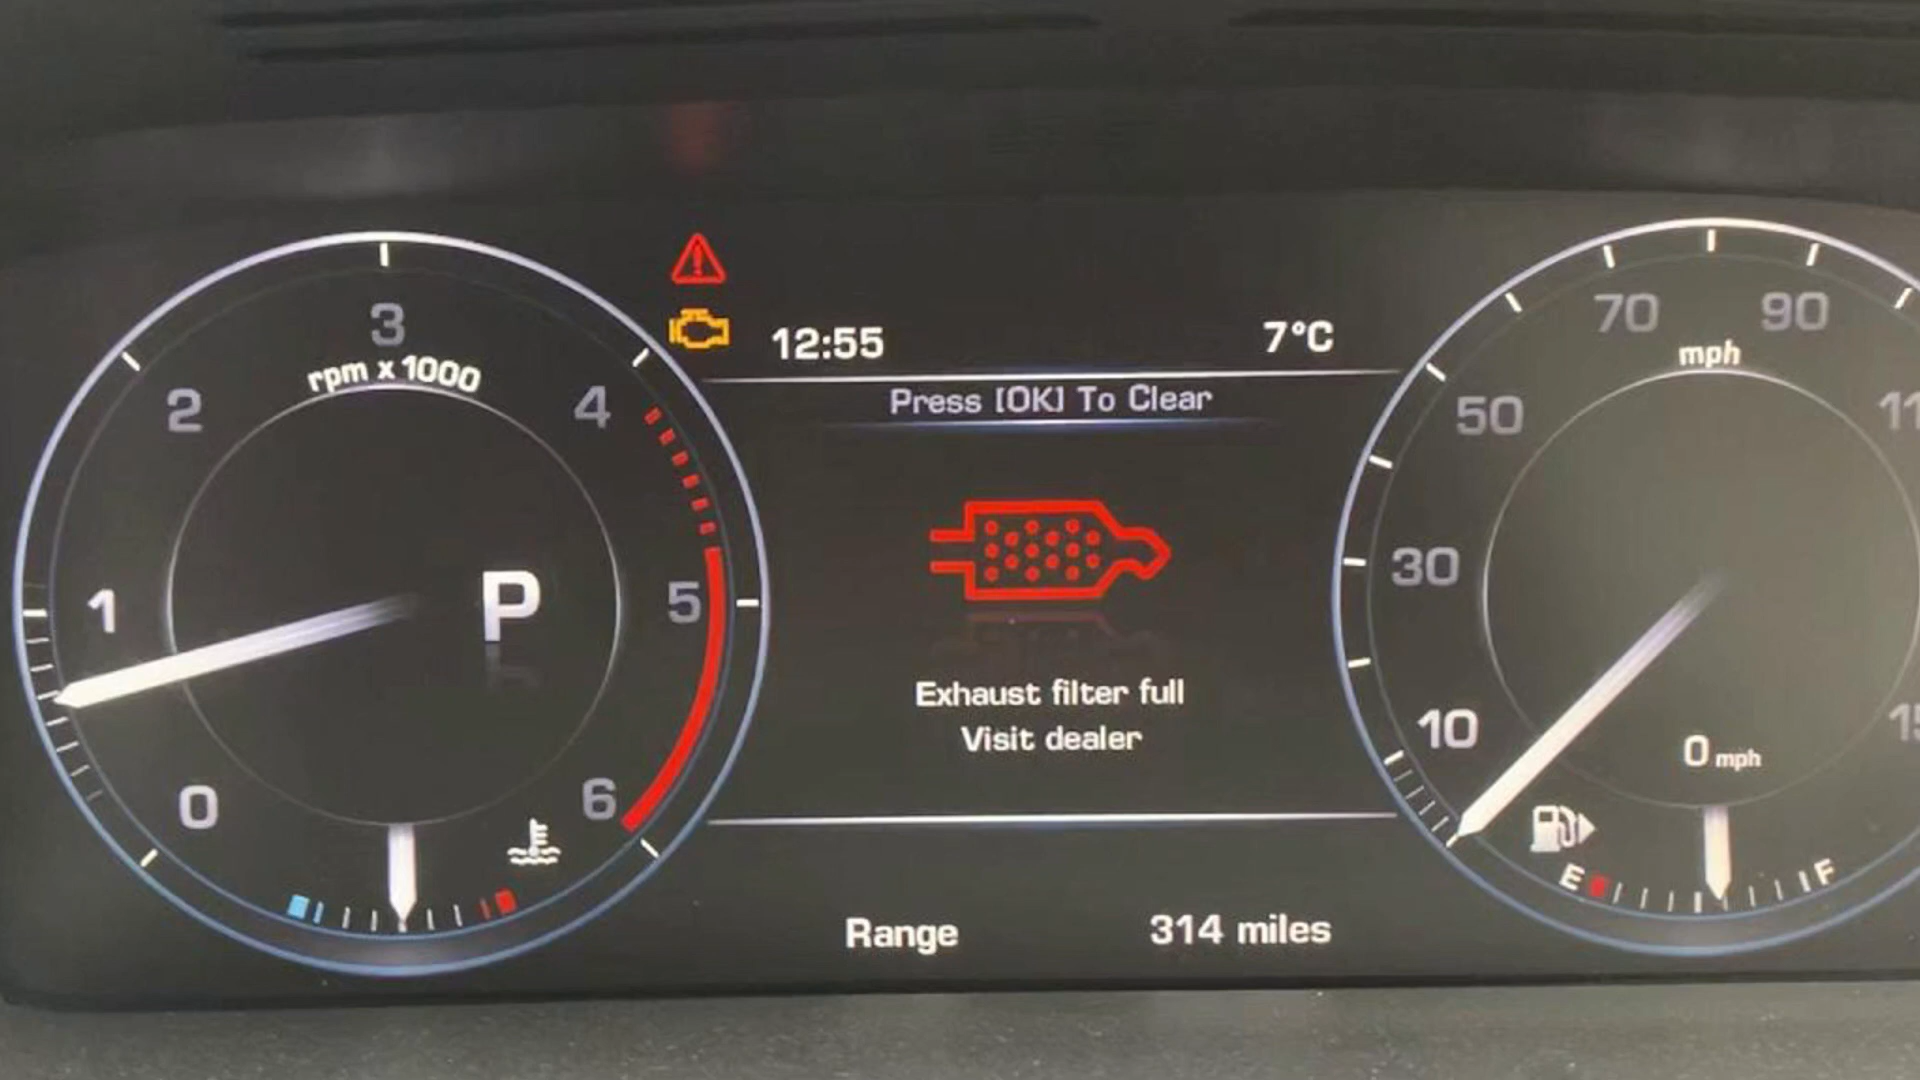 3
rpm x 1000
2
4
1
P
5
0
6
12:55
7°C
Press [OK] To Clear
Exhaust filter full
Visit dealer
Range
314 miles
70
90
mph
50
30
10
0 mph
E
F